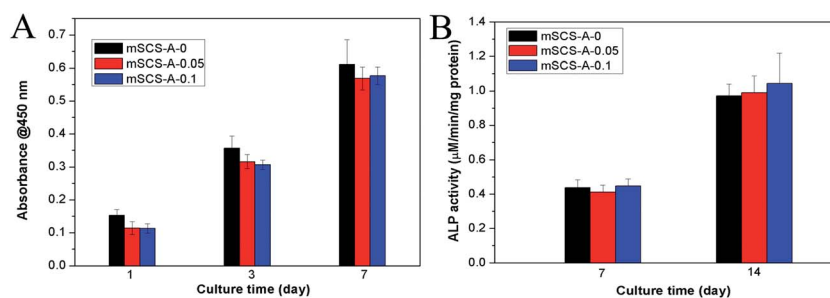 A
Absorbance @450 nm
0.7
0.6
0.5
0.4
0.3
0.2
0.1
0.0
mSCS-A-0
mSCS-A-0.05
mSCS-A-0.1
1 3 7
Culture time (day)
B
ALP activity (μM/min/mg protein)
1.4
1.2
1.0
0.8
0.6
0.4
0.2
0.0
mSCS-A-0
mSCS-A-0.05
mSCS-A-0.1
7 14
Culture time (day)